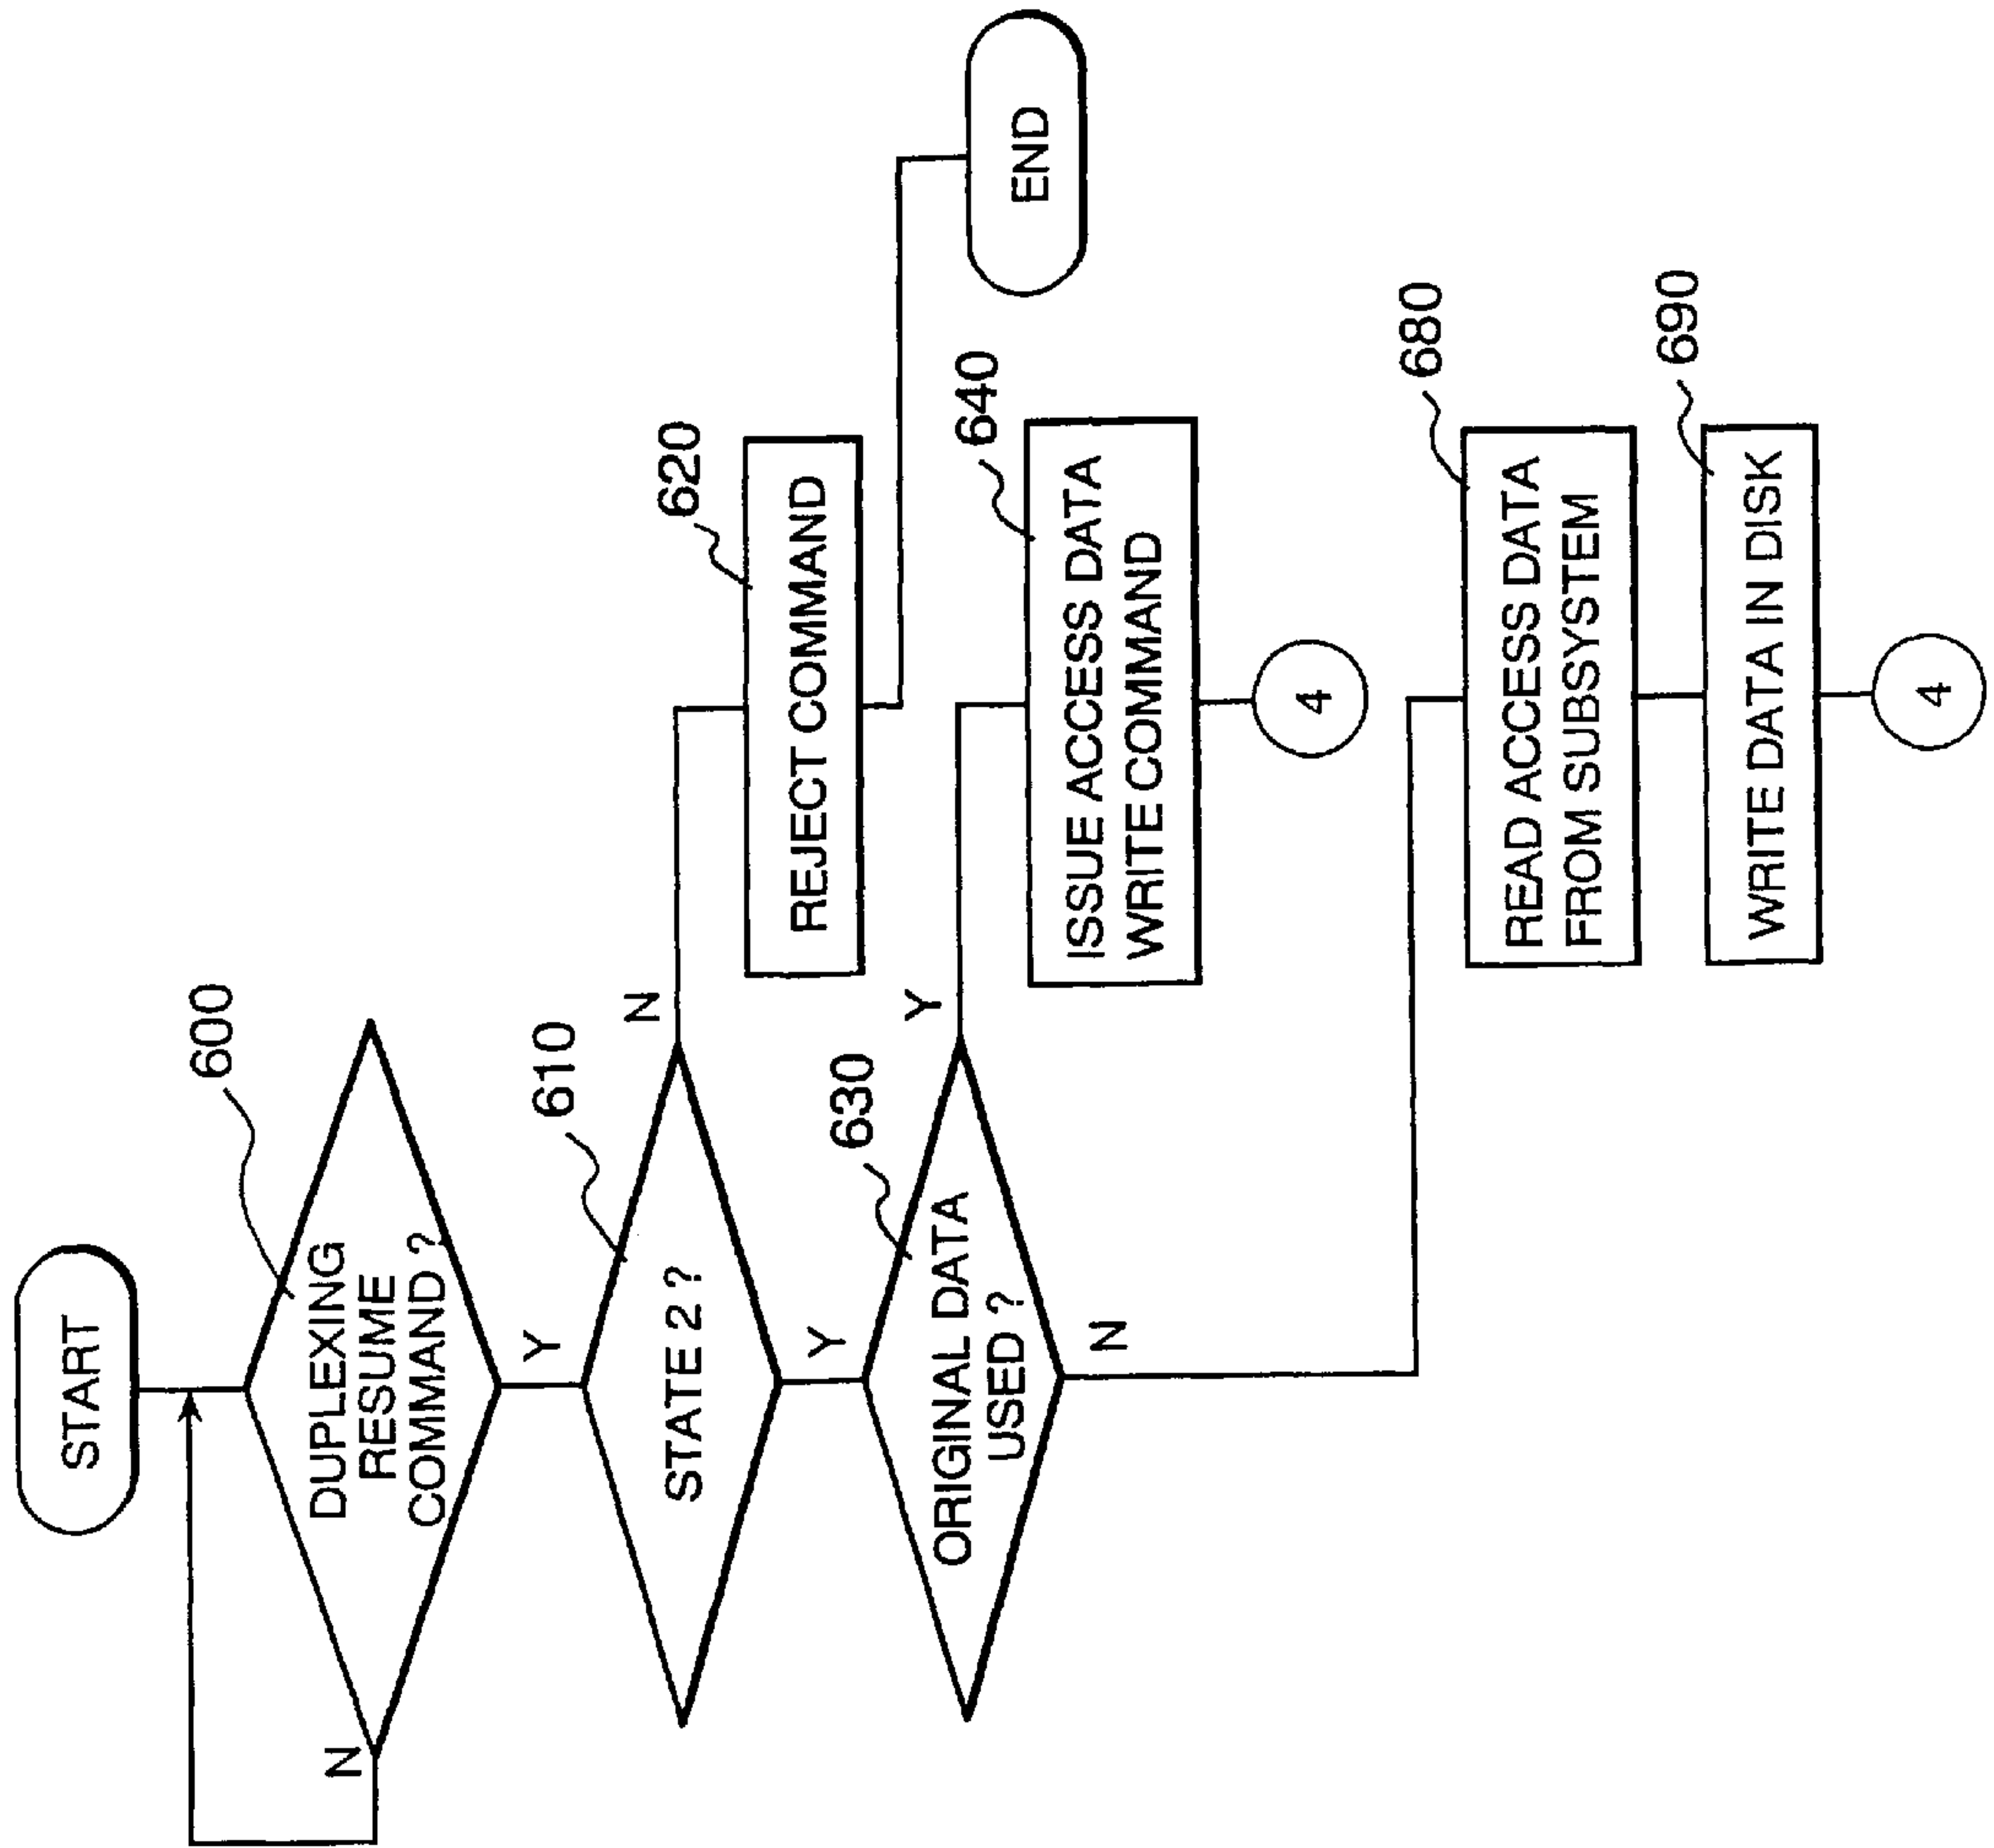 START
600
DUPLEXING
RESUME
COMMAND ?
N
Y
610
STATE 2 ?
N
620
REJECT COMMAND
END
Y
630
ORIGINAL DATA
USED ?
Y
640
ISSUE ACCESS DATA
WRITE COMMAND
4
N
680
READ ACCESS DATA
FROM SUBSYSTEM
690
WRITE DATA IN DISK
4